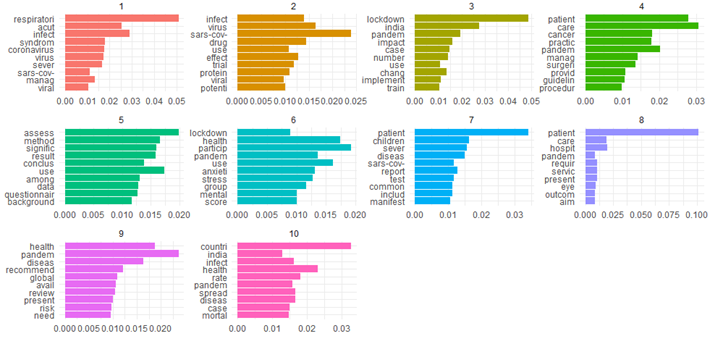 1
respiratori
acut
infect
syndrom
coronavirus
virus
sever
sars-cov-
manag
viral
0.00 0.01 0.02 0.03 0.04 0.05
2
infect
virus
sars-cov-
drug
use
effect
trial
protein
viral
potenti
0.000 0.005 0.010 0.015 0.020 0.025
3
lockdown
india
pandem
impact
case
number
use
chang
implement
train
0.00 0.01 0.02 0.03 0.04 0.05
4
patient
care
cancer
practic
pandem
manag
surgeri
provid
guidelin
procedur
0.00 0.01 0.02 0.03
5
assess
method
signific
result
conclus
use
among
data
questionnair
background
0.000 0.005 0.010 0.015 0.020
6
lockdown
health
particip
pandem
use
anxieti
stress
group
mental
score
0.000 0.005 0.010 0.015 0.020
7
patient
children
sever
diseas
sars-cov-
report
test
common
includ
manifest
0.00 0.01 0.02 0.03
8
patient
care
hospit
pandem
requir
servic
present
eye
outcom
aim
0.000 0.025 0.050 0.075 0.100
9
health
pandem
diseas
recommend
global
avail
review
present
risk
need
0.000 0.005 0.010 0.015 0.020
10
countri
india
infect
health
rate
pandem
spread
diseas
case
mortal
0.00 0.01 0.02 0.03